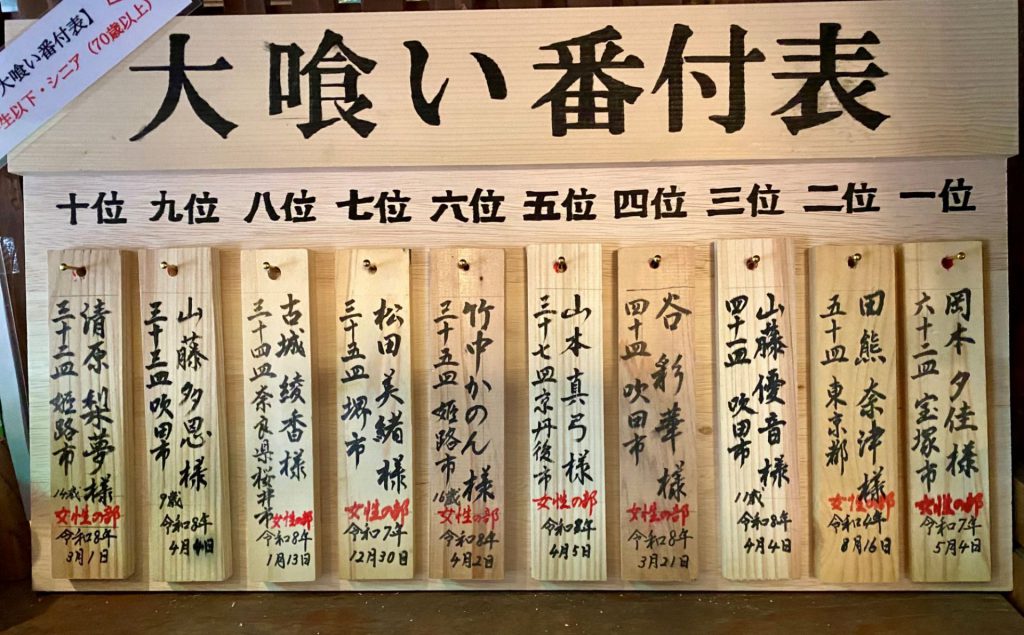 大喰い番付表】
生以下・シニア（70歳以上）
大喰い番付表
一位
岡本夕佳様
六十二皿 宝塚市
女性の部
令和7年
5月4日
二位
田熊奈津様
五十皿 東京都
女性の部
令和4年
8月16日
三位
山藤優音様
四十一皿 吹田市
11歳
令和8年
4月4日
四位
谷 彩華様
四十皿 吹田市
女性の部
令和8年
3月21日
五位
山本真弓様
三十七皿 京丹後市
女性の部
令和8年
4月5日
六位
竹中かのん様
三十五皿 姫路市
16歳
女性の部
令和8年
4月2日
七位
松田美緒様
三十五皿 堺市
女性の部
令和7年
12月30日
八位
古城綾香様
三十四皿 奈良県桜井市
女性の部
令和8年
1月13日
九位
山藤多恩様
三十三皿 吹田市
9歳
令和8年
4月4日
十位
清原梨夢様
三十二皿 姫路市
14歳
女性の部
令和8年
3月1日